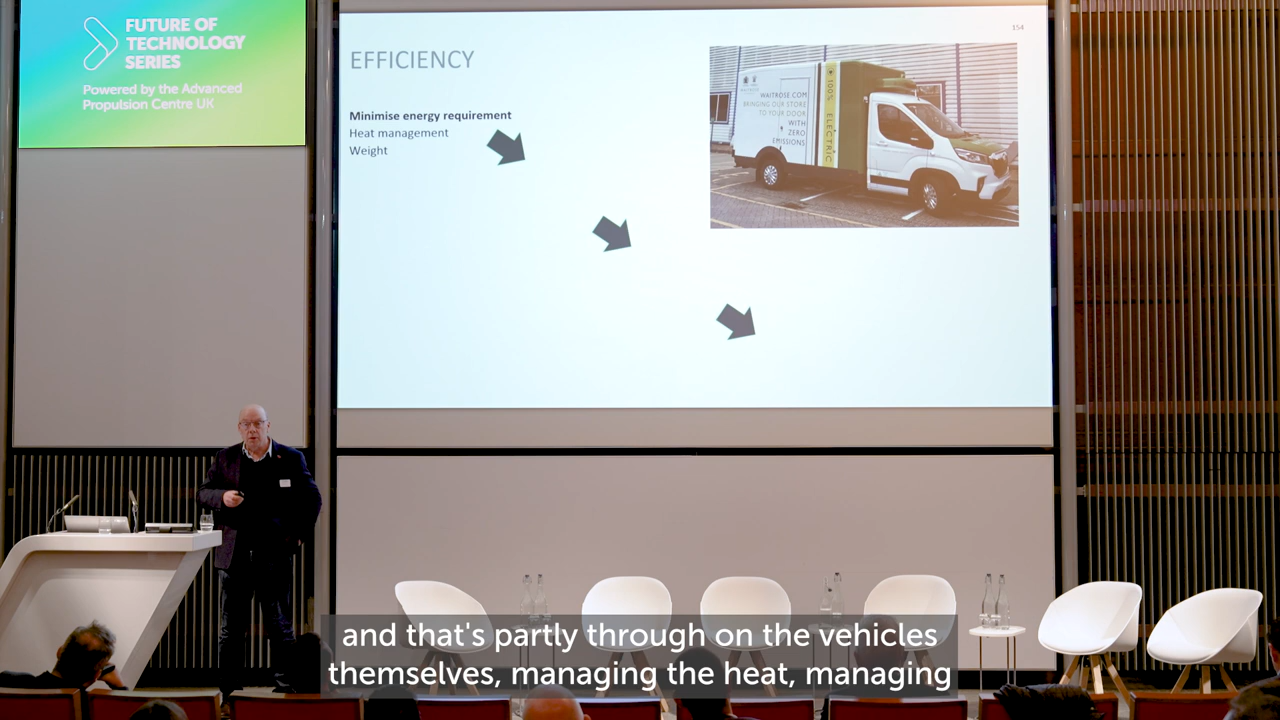 FUTURE OF
TECHNOLOGY
SERIES
Powered by the Advanced
Propulsion Centre UK
154
EFFICIENCY
Minimise energy requirement
Heat management
Weight
WAITROSE.COM
BRINGING OUR STORE
TO YOUR DOOR
WITH
ZERO
EMISSIONS
100% ELECTRIC
and that's partly through on the vehicles
themselves, managing the heat, managing